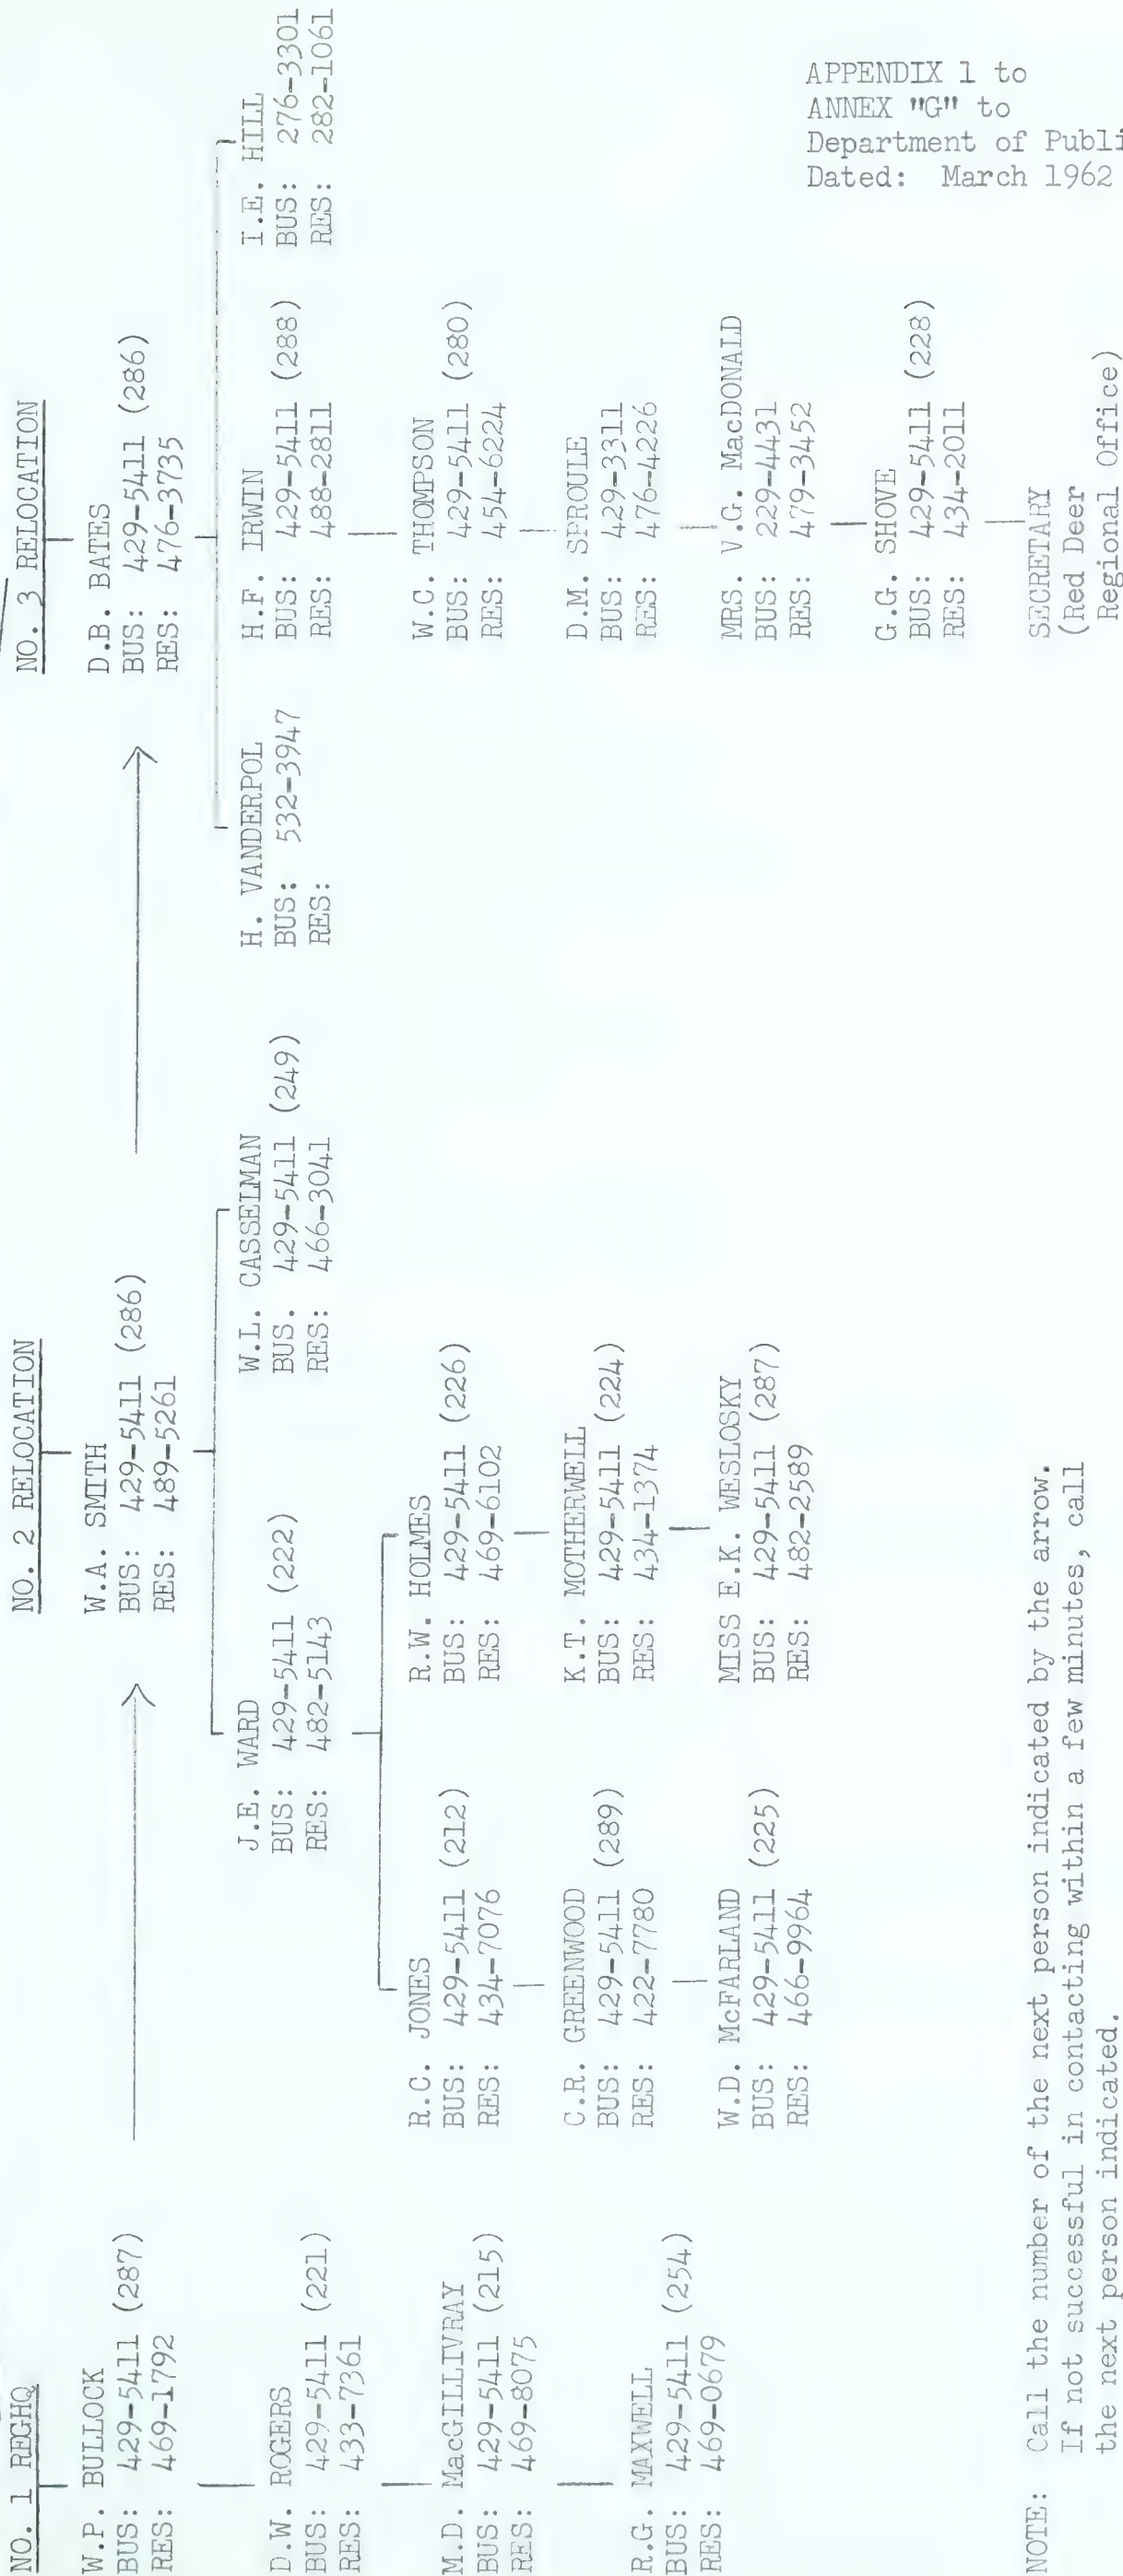 APPENDIX 1 to
ANNEX "G" to
Department of Publi
Dated: March 1962
NO. 1 REGHQ
W.P. BULLOCK
BUS: 429-5411 (287)
RES: 469-1792
D.W. ROGERS
BUS: 429-5411 (221)
RES: 433-7361
M.D. MacGILLIVRAY
BUS: 429-5411 (215)
RES: 469-8075
R.G. MAXWELL
BUS: 429-5411 (254)
RES: 469-0679
NO. 2 RELOCATION
W.A. SMITH
BUS: 429-5411 (286)
RES: 489-5261
J.E. WARD
BUS: 429-5411 (222)
RES: 482-5143
W.L. CASSELMAN
BUS. 429-5411 (249)
RES: 466-3041
R.C. JONES
BUS: 429-5411 (212)
RES: 434-7076
C.R. GREENWOOD
BUS: 429-5411 (289)
RES: 422-7780
W.D. McFARLAND
BUS: 429-5411 (225)
RES: 466-9964
R.W. HOLMES
BUS: 429-5411 (226)
RES: 469-6102
K.T. MOTHERWELL
BUS: 429-5411 (224)
RES: 434-1374
MISS E.K. WESLOSKY
BUS: 429-5411 (287)
RES: 482-2589
NO. 3 RELOCATION
D.B. BATES
BUS: 429-5411 (286)
RES: 476-3735
H. VANDERPOL
BUS: 532-3947
RES:
H.F. IRWIN
BUS: 429-5411 (288)
RES: 488-2811
I.E. HILL
BUS: 276-3301
RES: 282-1061
W.C. THOMPSON
BUS: 429-5411 (280)
RES: 454-6224
D.M. SPROULE
BUS: 429-3311
RES: 476-4226
MRS. V.G. MacDONALD
BUS: 229-4431
RES: 479-3452
G.G. SHOVE
BUS: 429-5411 (228)
RES: 434-2011
SECRETARY
(Red Deer
Regional Office)
NOTE: Call the number of the next person indicated by the arrow.
If not successful in contacting within a few minutes, call
the next person indicated.